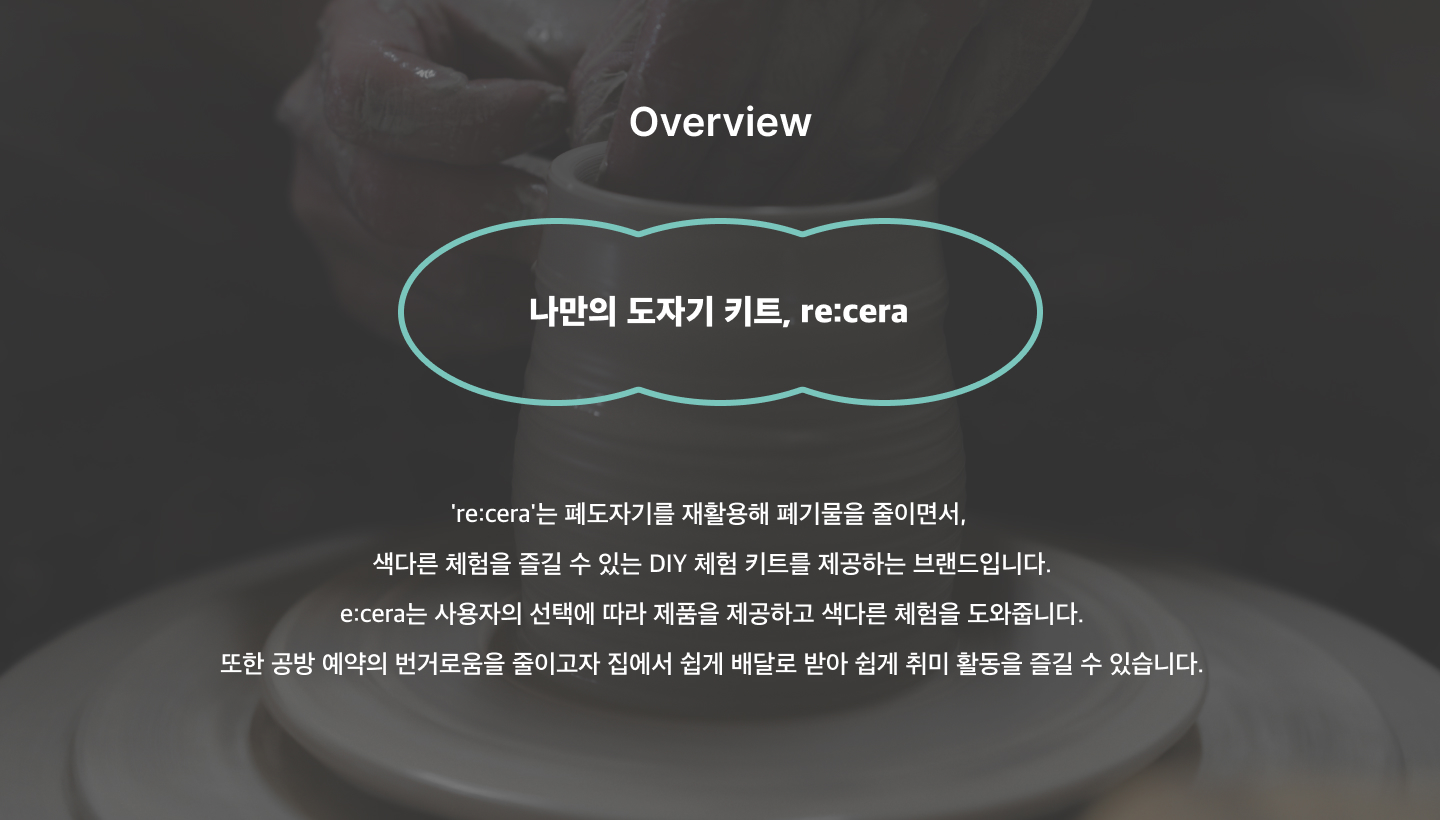 Overview
나만의 도자기 키트, re:cera
're:cera'는 폐도자기를 재활용해 폐기물을 줄이면서,
색다른 체험을 즐길 수 있는 DIY 체험 키트를 제공하는 브랜드입니다.
e:cera는 사용자의 선택에 따라 제품을 제공하고 색다른 체험을 도와줍니다.
또한 공방 예약의 번거로움을 줄이고자 집에서 쉽게 배달로 받아 쉽게 취미 활동을 즐길 수 있습니다.